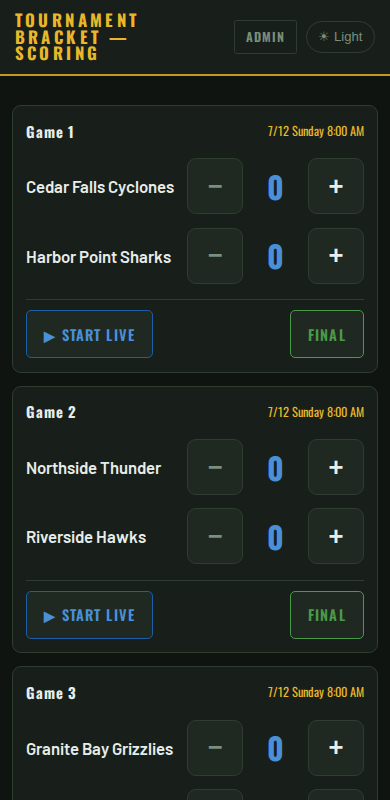 TOURNAMENT
BRACKET —
SCORING
ADMIN
☀ Light
Game 1
7/12 Sunday 8:00 AM
Cedar Falls Cyclones − 0 +
Harbor Point Sharks − 0 +
▶ START LIVE
FINAL
Game 2
7/12 Sunday 8:00 AM
Northside Thunder − 0 +
Riverside Hawks − 0 +
▶ START LIVE
FINAL
Game 3
7/12 Sunday 8:00 AM
Granite Bay Grizzlies − 0 +